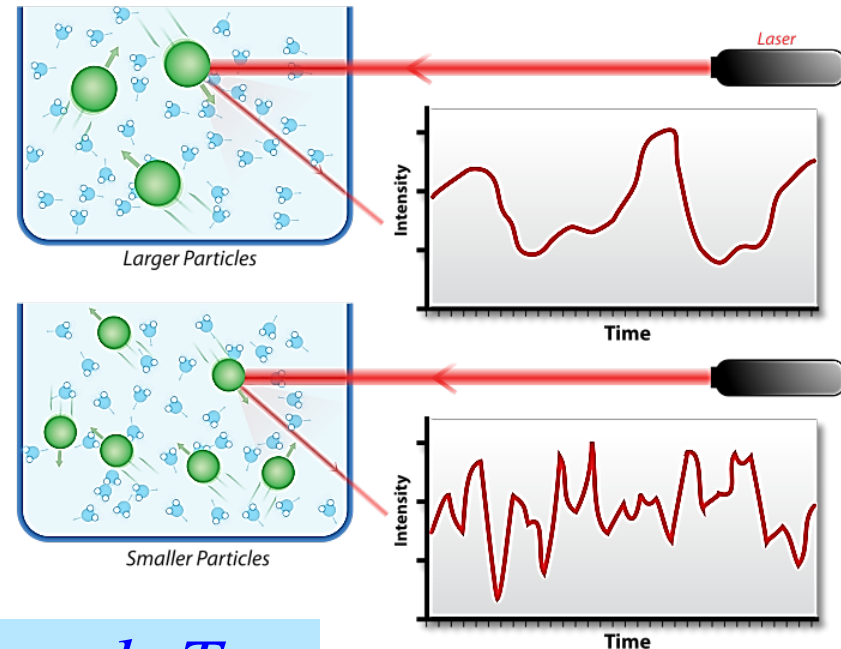 Laser
Intensity
Time
Larger Particles
Intensity
Time
Smaller Particles